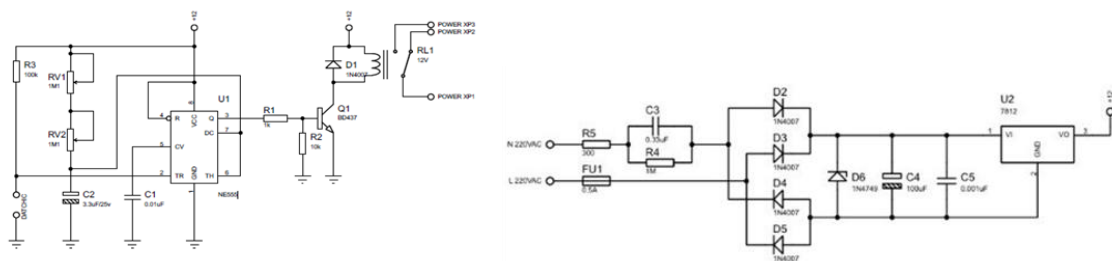 +12
R3
100k
RV1
1M1
RV2
1M1
C2
3.3uF/25v
DATCHIC
C1
0.01uF
U1
8
4
R
VCC
Q
3
DC
7
5
CV
2
TR
GND
TH
6
1
NE555
R1
1k
R2
10k
Q1
BD437
+12
D1
1N4007
RL1
12V
POWER XP3
POWER XP2
POWER XP1
N 220VAC
R5
300
C3
0.33uF
R4
1M
L 220VAC
FU1
0.5A
D2
1N4007
D3
1N4007
D4
1N4007
D5
1N4007
D6
1N4749
C4
100uF
C5
0.001uF
U2
7812
1
VI
VO
3
GND
2
+12